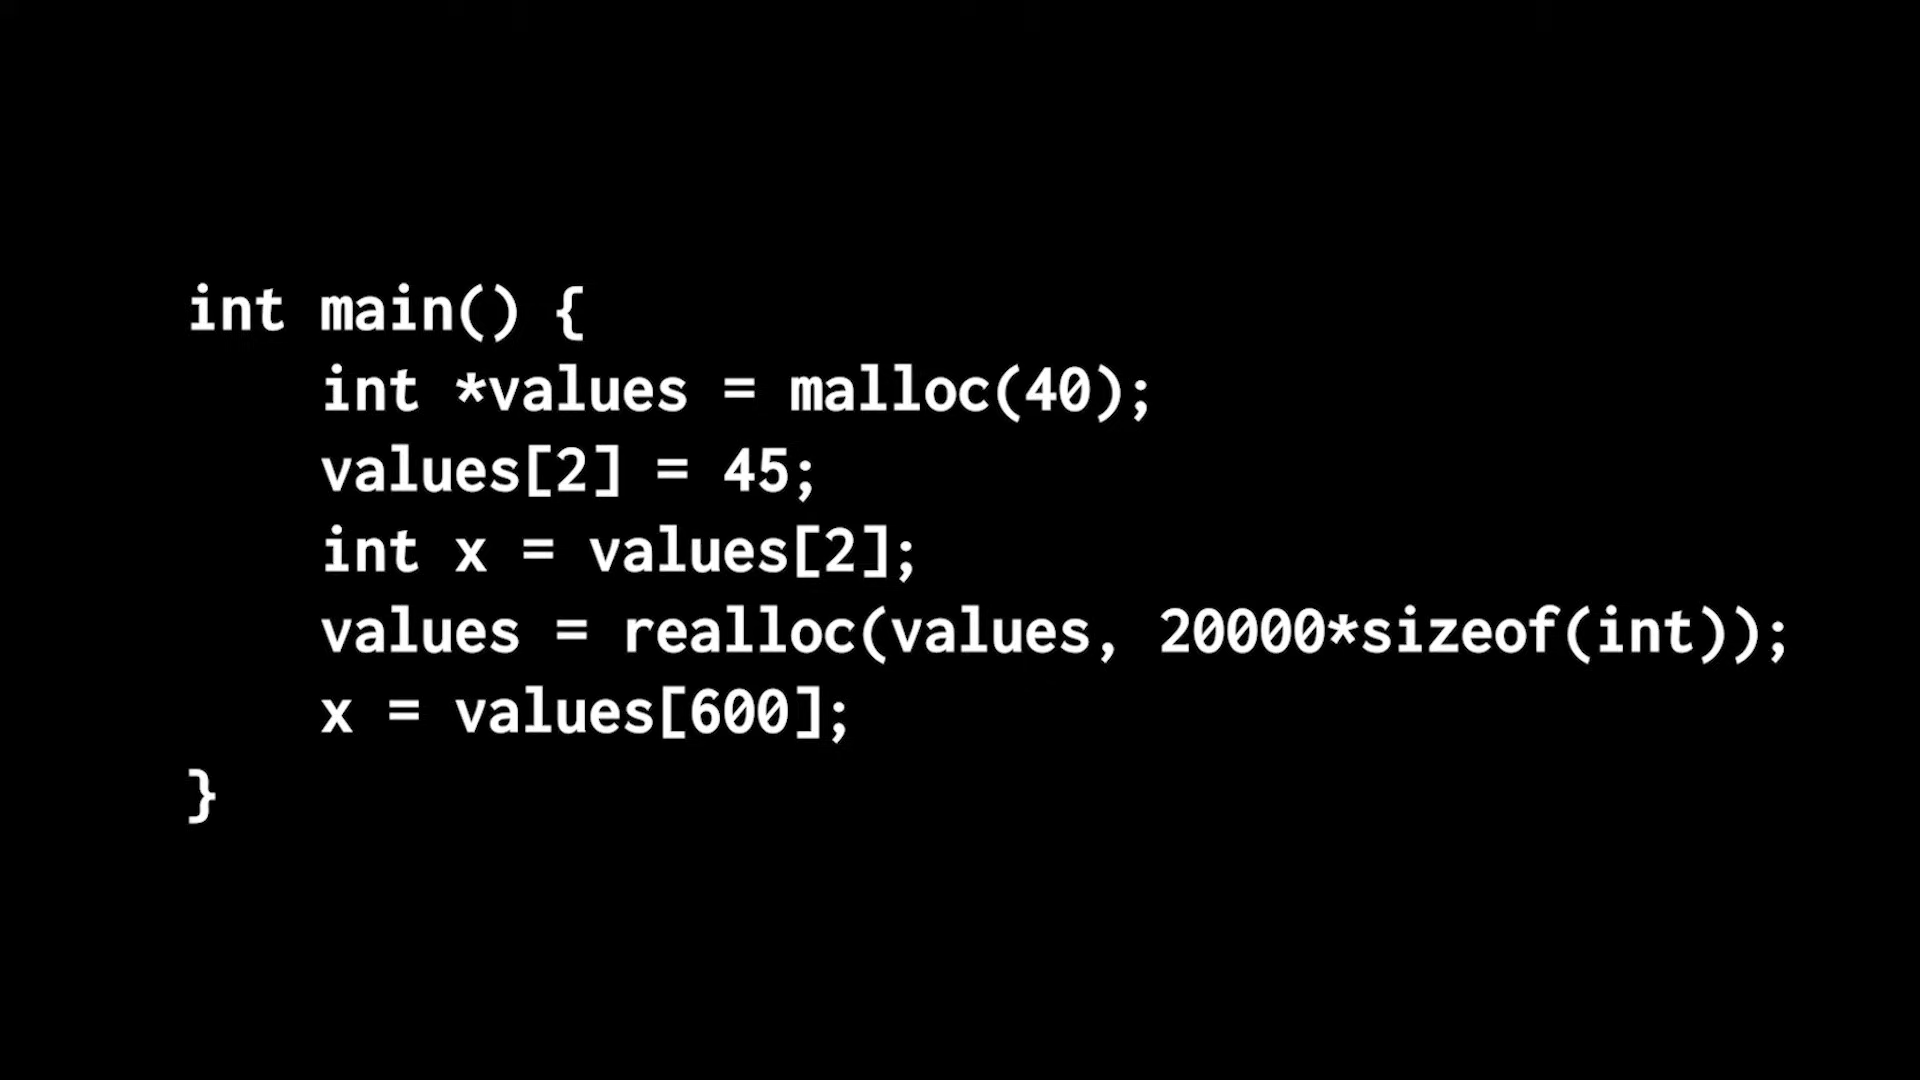 int main() {
    int *values = malloc(40);
    values[2] = 45;
    int x = values[2];
    values = realloc(values, 20000*sizeof(int));
    x = values[600];
}